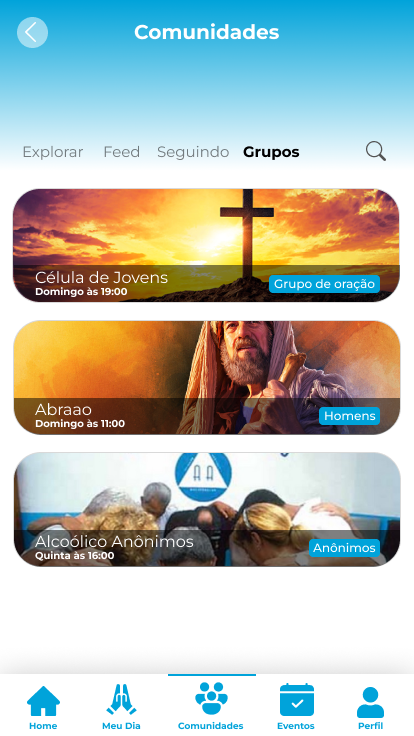 Comunidades
Explorar Feed Seguindo Grupos
Célula de Jovens
Domingo às 19:00
Grupo de oração
Abraao
Domingo às 11:00
Homens
A A
Alcoólico Anônimos
Quinta às 16:00
Anônimos
Home Meu Dia Comunidades Eventos Perfil